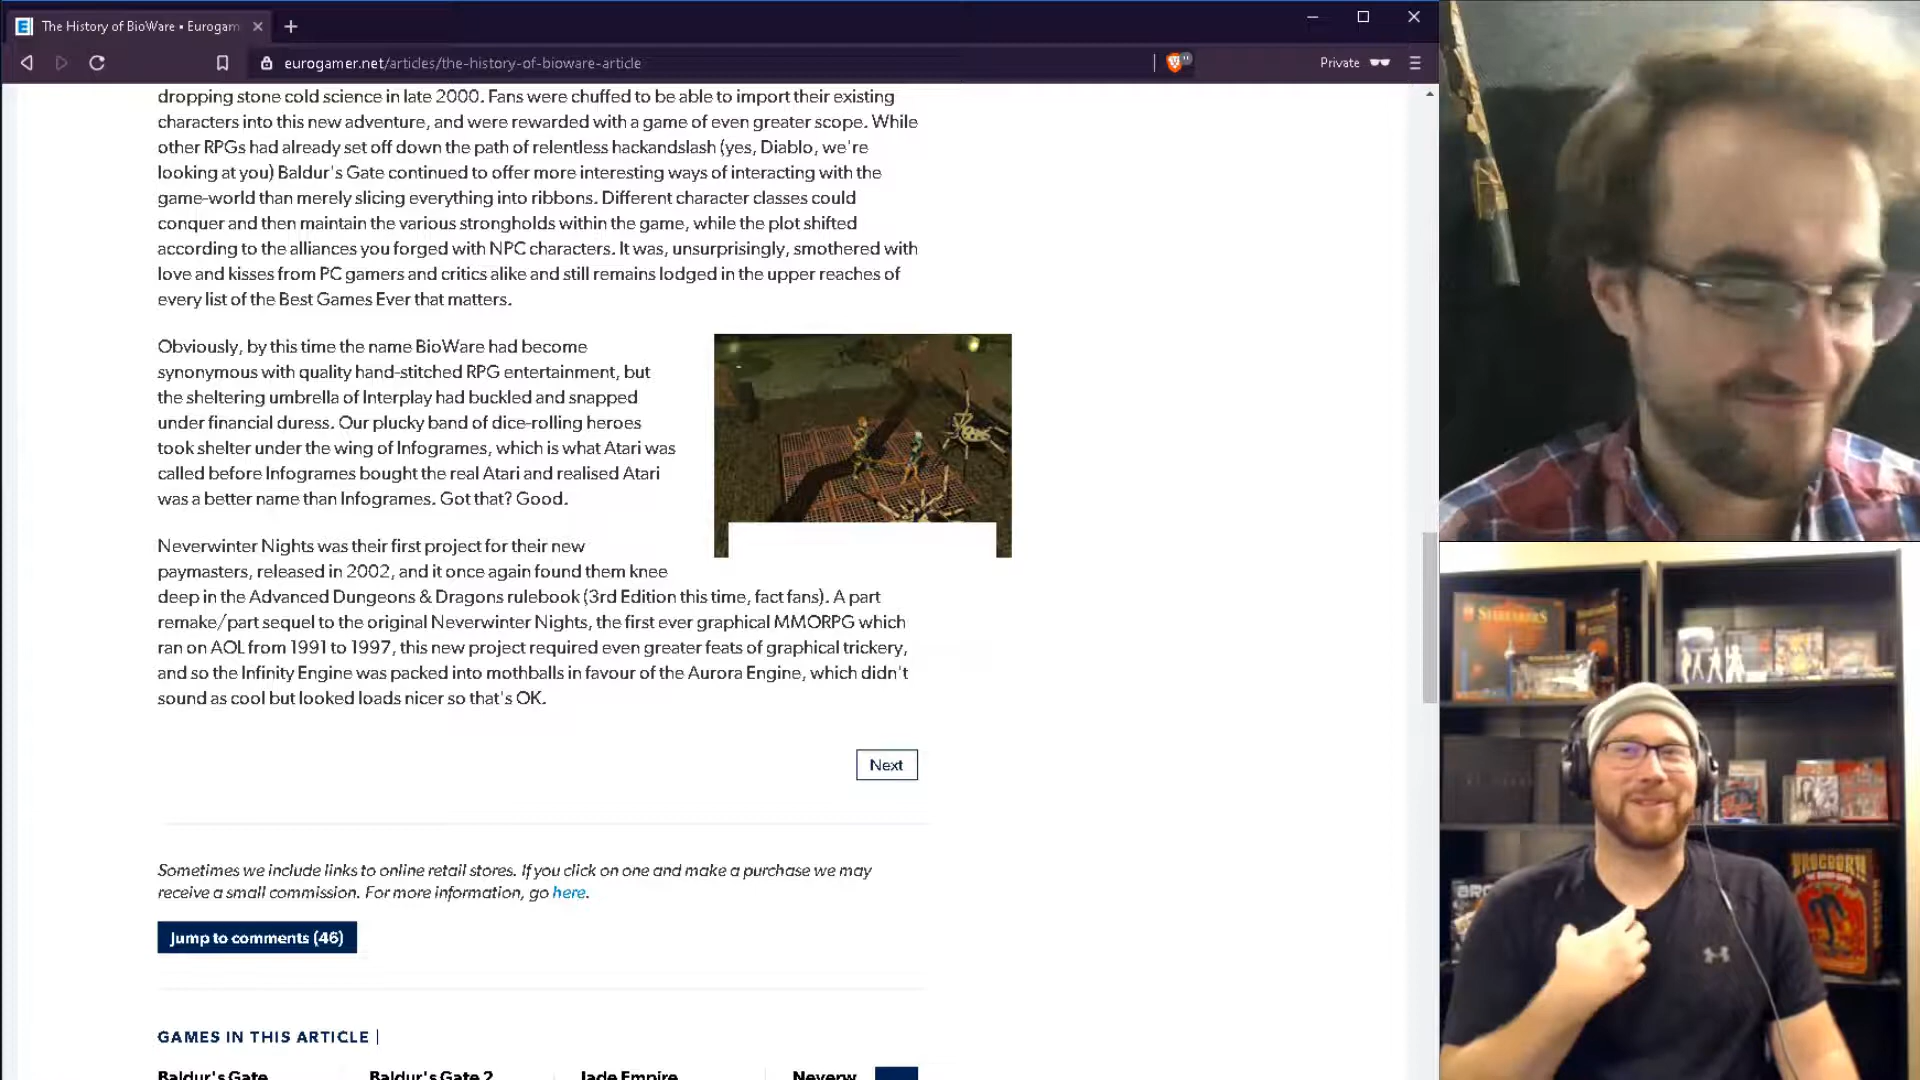 The History of BioWare • Eurogam
eurogamer.net/articles/the-history-of-bioware-article
Private
dropping stone cold science in late 2000. Fans were chuffed to be able to import their existing
characters into this new adventure, and were rewarded with a game of even greater scope. While
other RPGs had already set off down the path of relentless hackandslash (yes, Diablo, we're
looking at you) Baldur's Gate continued to offer more interesting ways of interacting with the
game-world than merely slicing everything into ribbons. Different character classes could
conquer and then maintain the various strongholds within the game, while the plot shifted
according to the alliances you forged with NPC characters. It was, unsurprisingly, smothered with
love and kisses from PC gamers and critics alike and still remains lodged in the upper reaches of
every list of the Best Games Ever that matters.
Obviously, by this time the name BioWare had become
synonymous with quality hand-stitched RPG entertainment, but
the sheltering umbrella of Interplay had buckled and snapped
under financial duress. Our plucky band of dice-rolling heroes
took shelter under the wing of Infogrames, which is what Atari was
called before Infogrames bought the real Atari and realised Atari
was a better name than Infogrames. Got that? Good.
Neverwinter Nights was their first project for their new
paymasters, released in 2002, and it once again found them knee
deep in the Advanced Dungeons & Dragons rulebook (3rd Edition this time, fact fans). A part
remake/part sequel to the original Neverwinter Nights, the first ever graphical MMORPG which
ran on AOL from 1991 to 1997, this new project required even greater feats of graphical trickery,
and so the Infinity Engine was packed into mothballs in favour of the Aurora Engine, which didn't
sound as cool but looked loads nicer so that's OK.
Next
Sometimes we include links to online retail stores. If you click on one and make a purchase we may
receive a small commission. For more information, go here.
Jump to comments (46)
GAMES IN THIS ARTICLE |
Baldur's Gate
Baldur's Gate 2
Jade Empire
Neverw